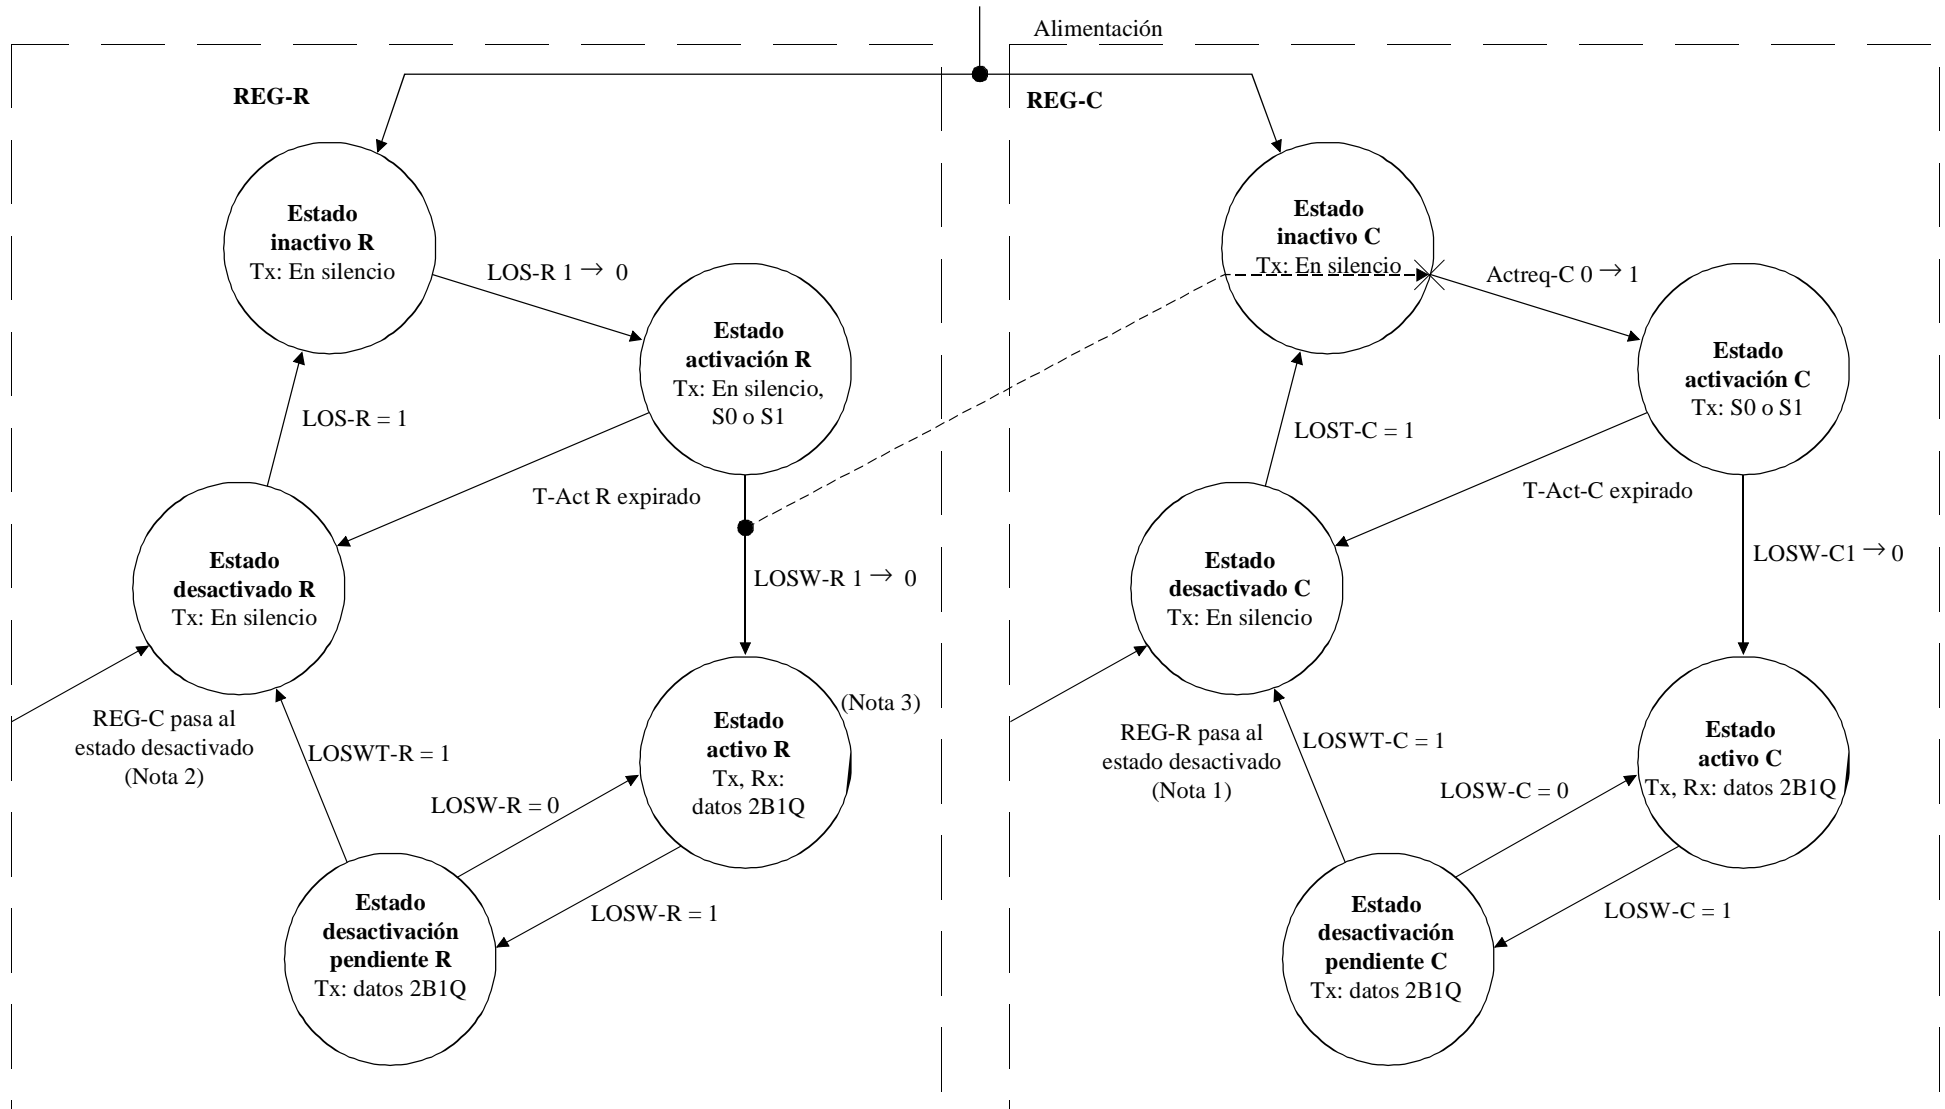 Alimentación
REG-R
REG-C
Estado
inactivo R
Tx: En silencio
LOS-R 1 → 0
Estado
activación R
Tx: En silencio,
S0 o S1
LOS-R = 1
T-Act R expirado
Estado
desactivado R
Tx: En silencio
LOSW-R 1 → 0
REG-C pasa al
estado desactivado
(Nota 2)
LOSWT-R = 1
(Nota 3)
Estado
activo R
Tx, Rx:
datos 2B1Q
LOSW-R = 0
LOSW-R = 1
Estado
desactivación
pendiente R
Tx: datos 2B1Q
Estado
inactivo C
Tx: En silencio
Actreq-C 0 → 1
Estado
activación C
Tx: S0 o S1
LOST-C = 1
T-Act-C expirado
Estado
desactivado C
Tx: En silencio
LOSW-C1 → 0
REG-R pasa al
estado desactivado
(Nota 1)
LOSWT-C = 1
Estado
activo C
Tx, Rx: datos 2B1Q
LOSW-C = 0
LOSW-C = 1
Estado
desactivación
pendiente C
Tx: datos 2B1Q